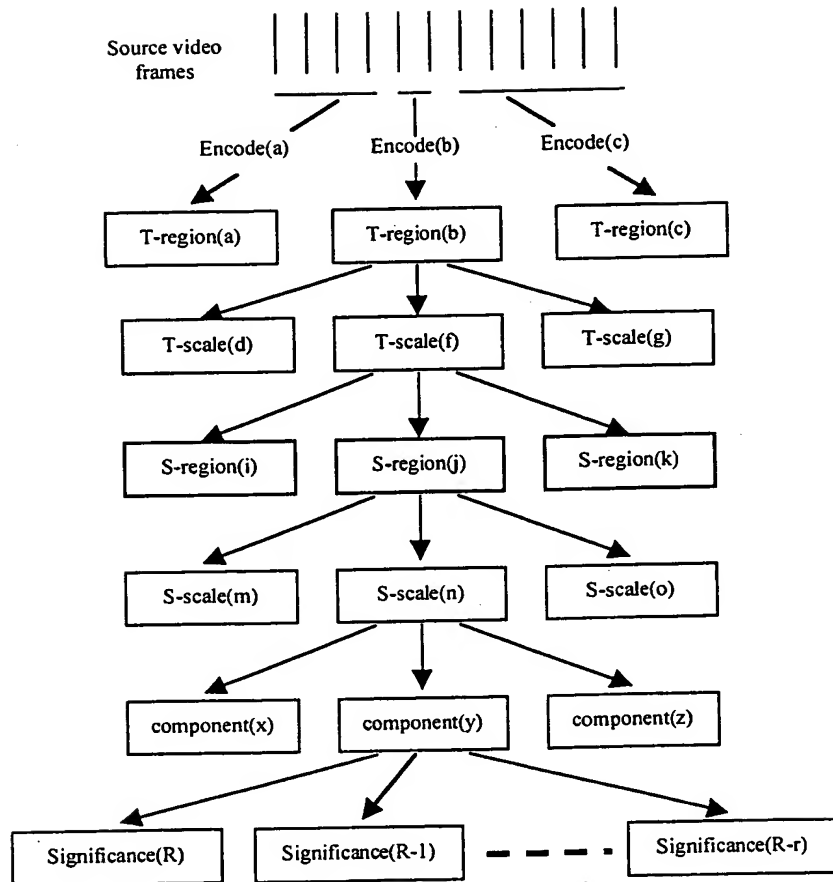 Source video
frames
Encode(a) Encode(b) Encode(c)
T-region(a) T-region(b) T-region(c)
T-scale(d) T-scale(f) T-scale(g)
S-region(i) S-region(j) S-region(k)
S-scale(m) S-scale(n) S-scale(o)
component(x) component(y) component(z)
Significance(R) Significance(R-1) Significance(R-r)